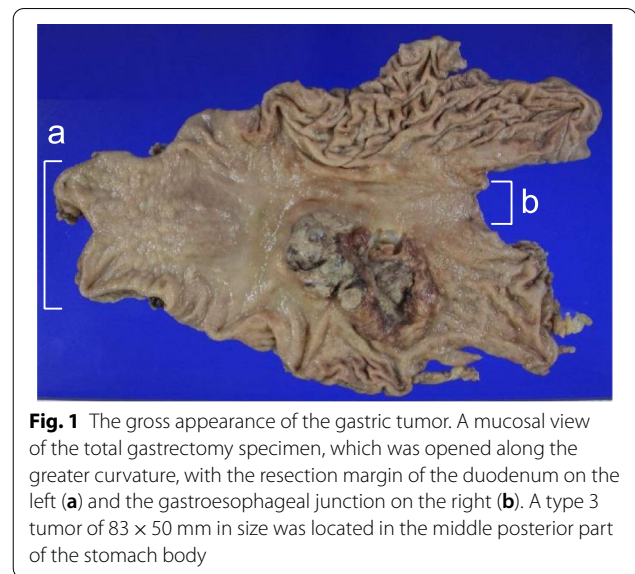 a
b
Fig. 1 The gross appearance of the gastric tumor. A mucosal view
of the total gastrectomy specimen, which was opened along the
greater curvature, with the resection margin of the duodenum on the
left (a) and the gastroesophageal junction on the right (b). A type 3
tumor of 83 × 50 mm in size was located in the middle posterior part
of the stomach body